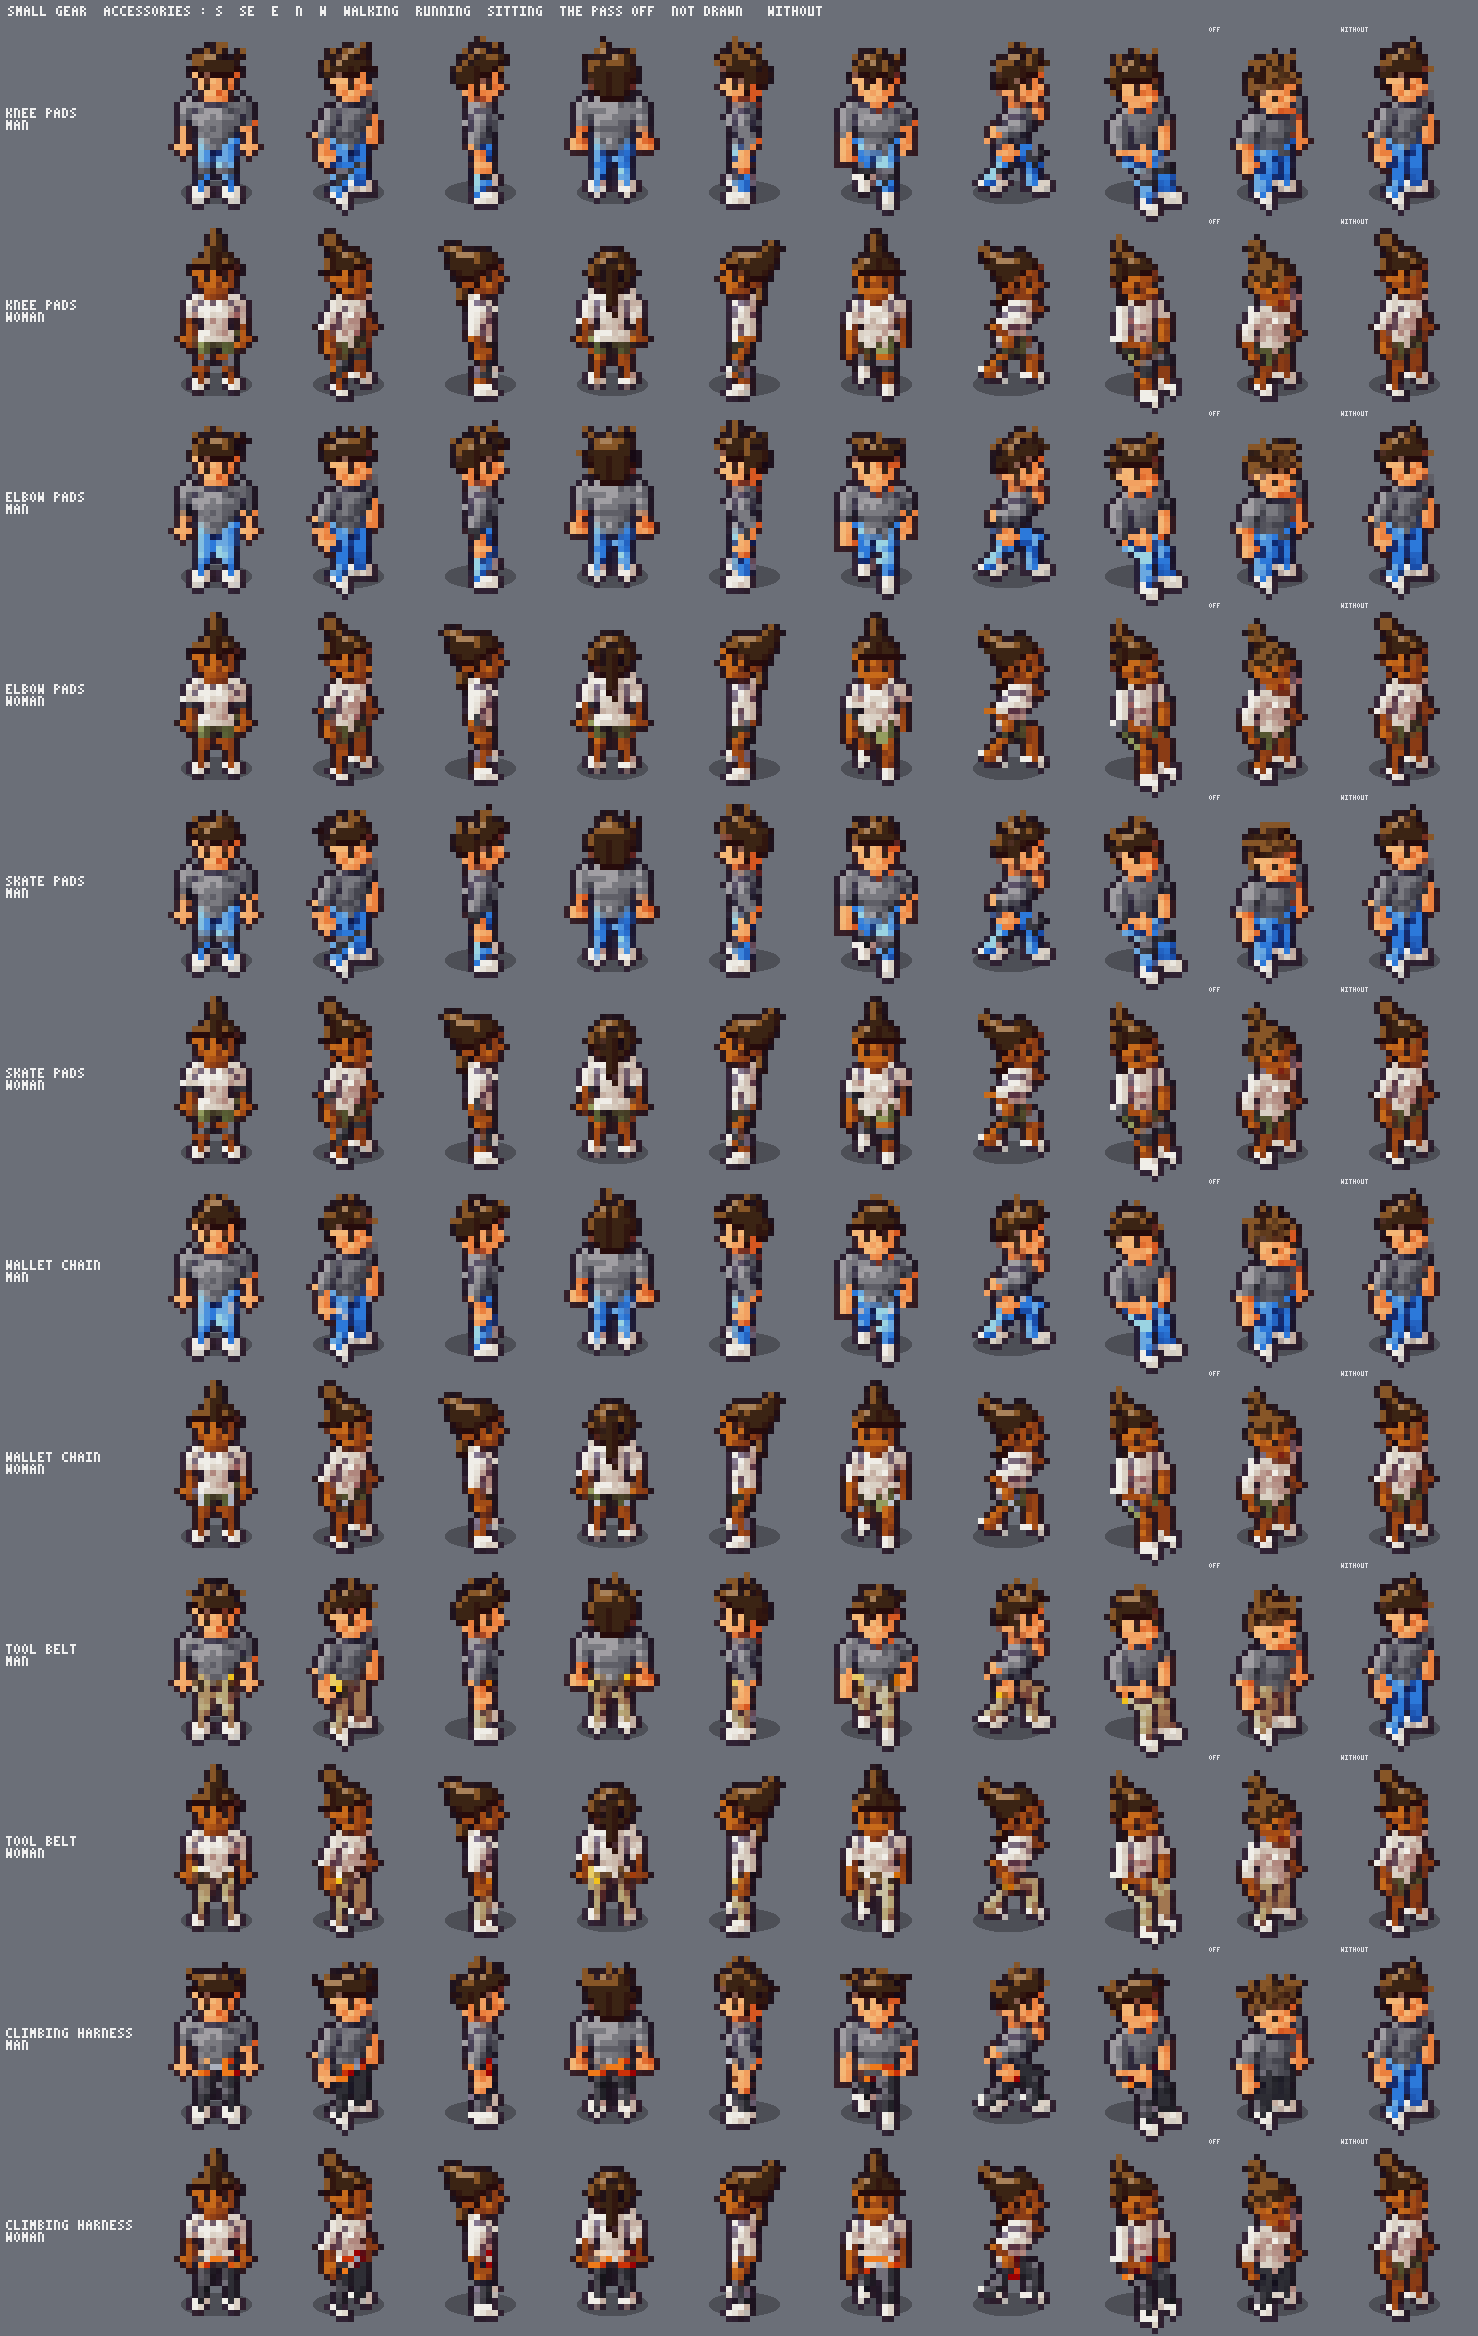 SMALL GEAR ACCESSORIES : S SE E N W WALKING RUNNING SITTING THE PASS OFF NOT DRAWN WITHOUT
OFF WITHOUT
KNEE PADS
MAN
OFF WITHOUT
KNEE PADS
WOMAN
OFF WITHOUT
ELBOW PADS
MAN
OFF WITHOUT
ELBOW PADS
WOMAN
OFF WITHOUT
SKATE PADS
MAN
OFF WITHOUT
SKATE PADS
WOMAN
OFF WITHOUT
WALLET CHAIN
MAN
OFF WITHOUT
WALLET CHAIN
WOMAN
OFF WITHOUT
TOOL BELT
MAN
OFF WITHOUT
TOOL BELT
WOMAN
OFF WITHOUT
CLIMBING HARNESS
MAN
OFF WITHOUT
CLIMBING HARNESS
WOMAN